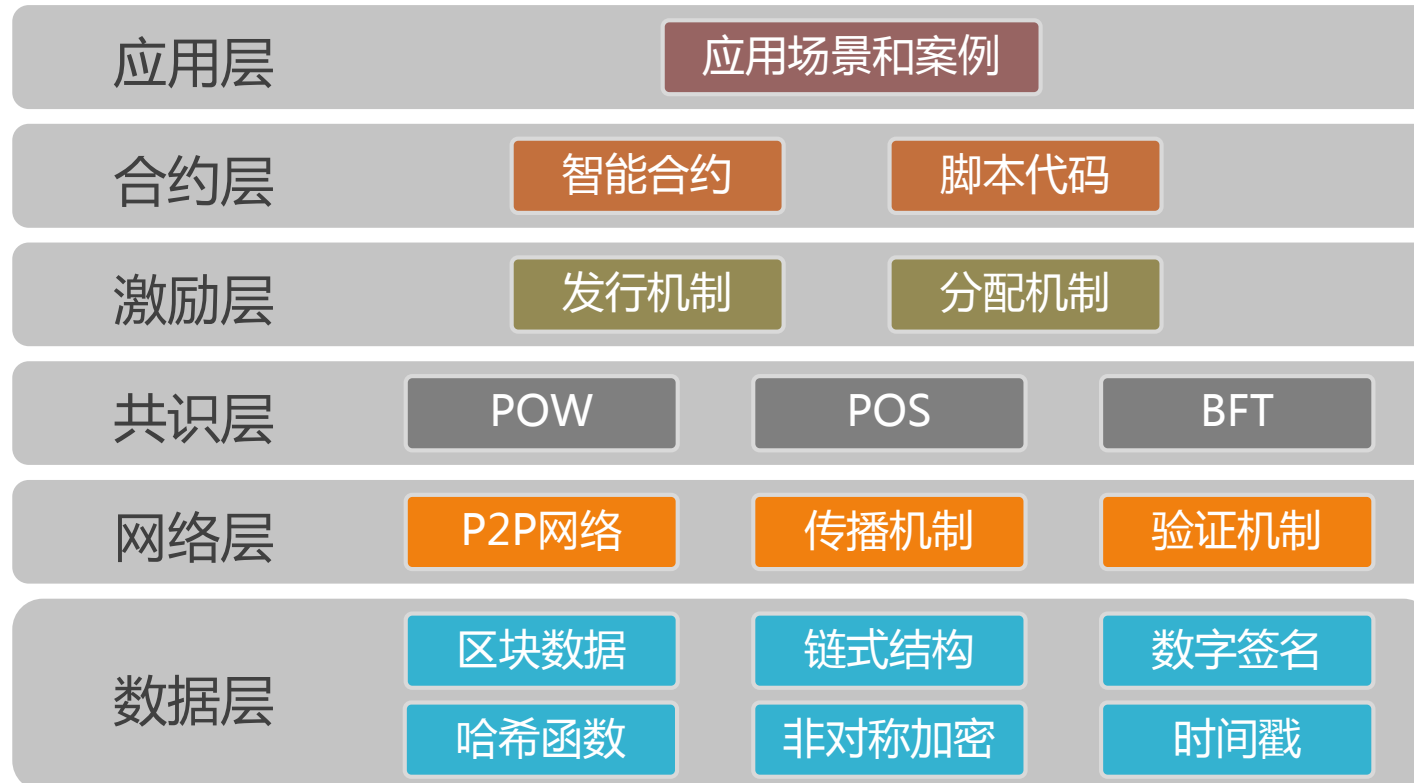 应用层
应用场景和案例
合约层
智能合约
脚本代码
激励层
发行机制
分配机制
共识层
POW
POS
BFT
网络层
P2P网络
传播机制
验证机制
数据层
区块数据
链式结构
数字签名
哈希函数
非对称加密
时间戳